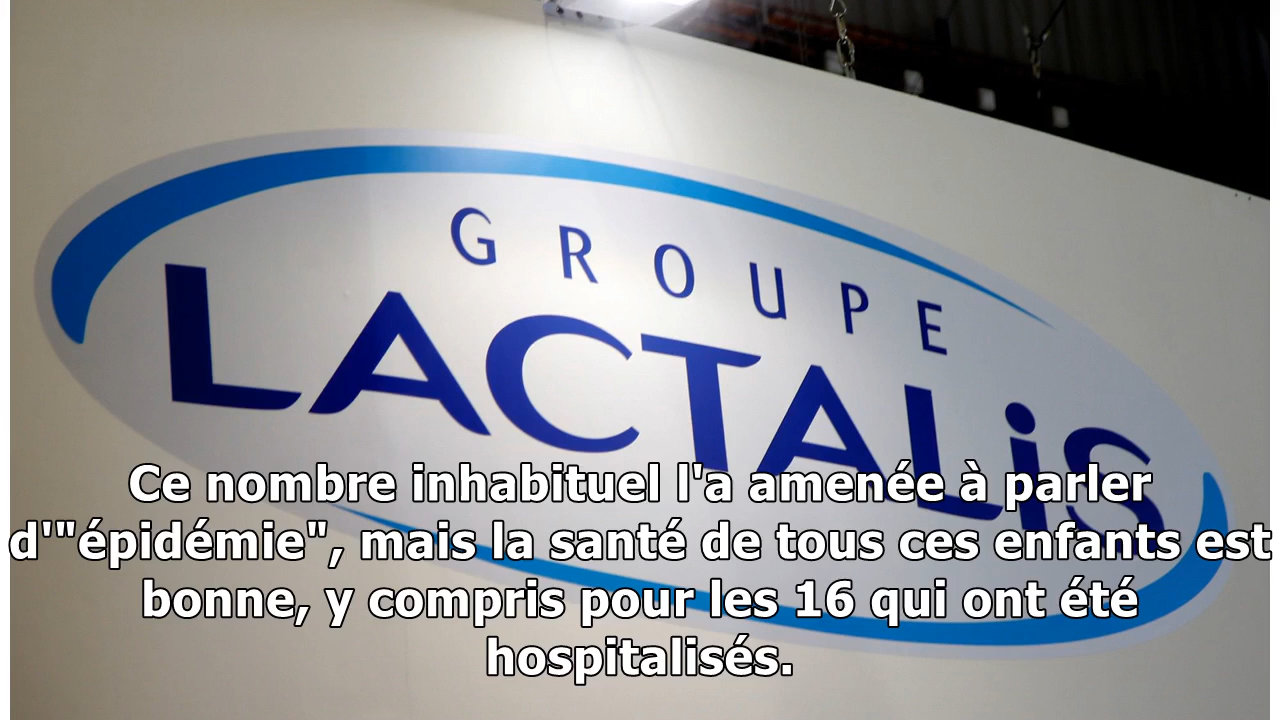 GROUPE
LACTALiS
Ce nombre inhabituel l'a amenée à parler
d'"épidémie", mais la santé de tous ces enfants est
bonne, y compris pour les 16 qui ont été
hospitalisés.